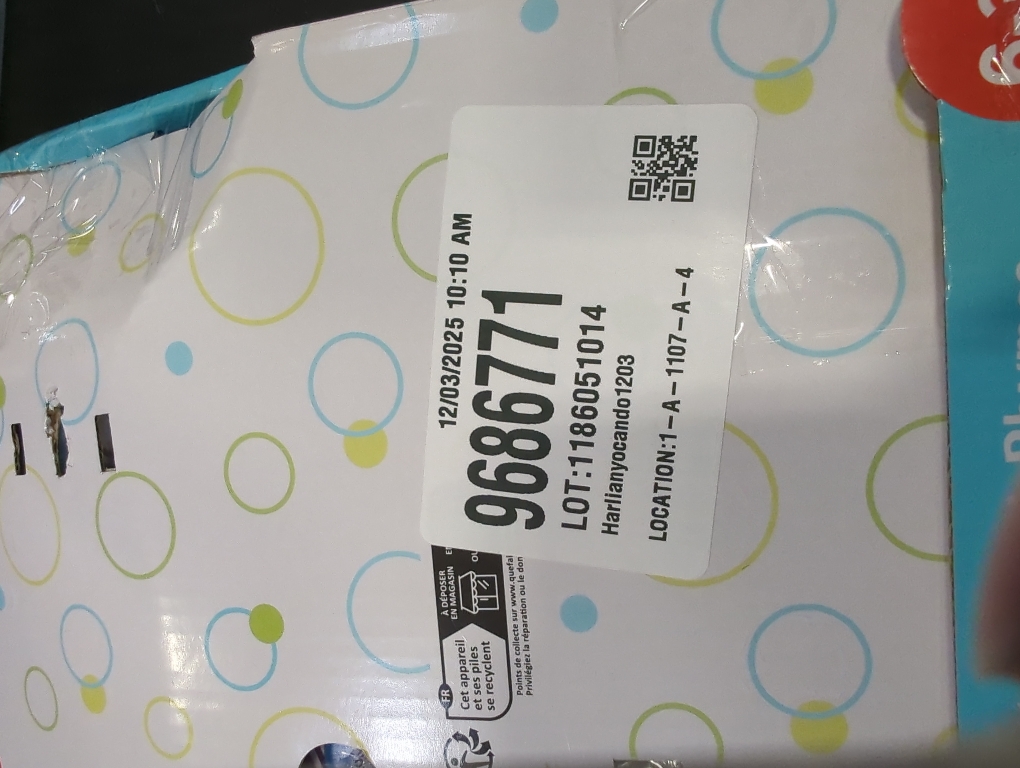 12/03/2025 10:10 AM
968671
LOT:1186051014
Harlianyocando1203
LOCATION:1-A-1107-A-4
FR
Cet appareil
et ses piles
se recyclent
À DÉPOSER
EN MAGASIN
Points de collecte sur www.quefai
Privilégiez la réparation ou le don